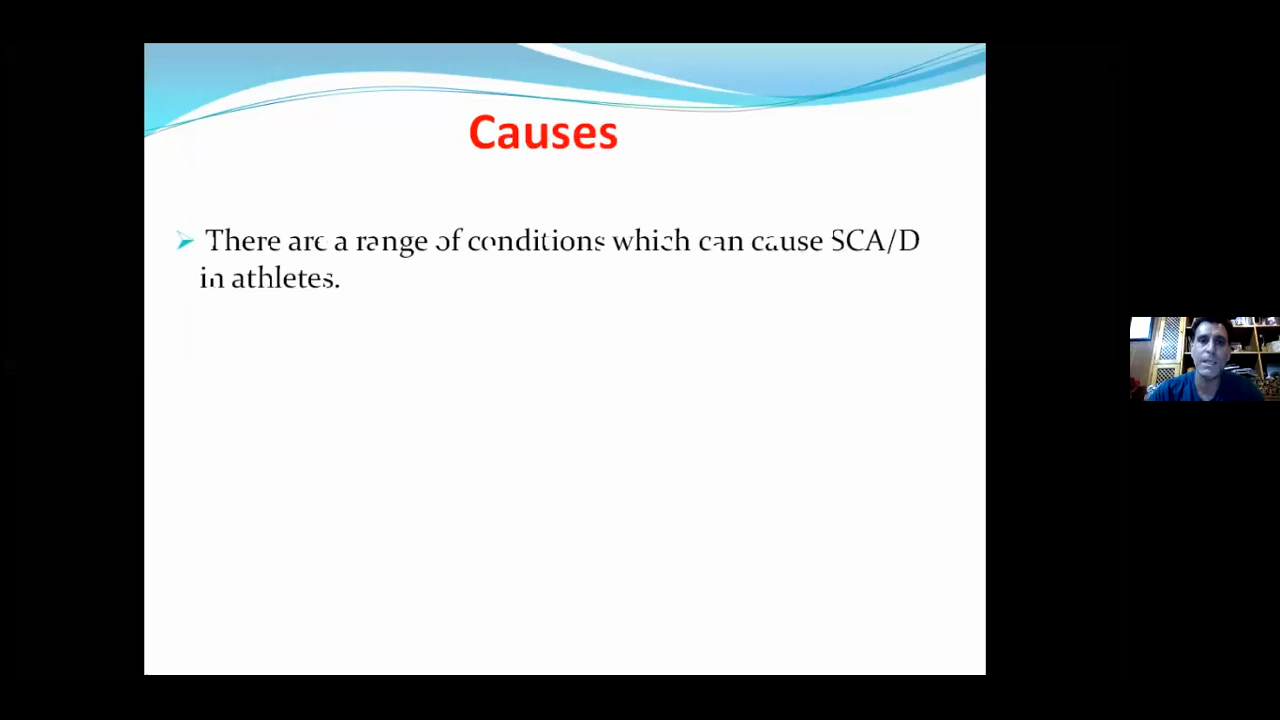 Causes
There are a range of conditions which can cause SCA/D
in athletes.